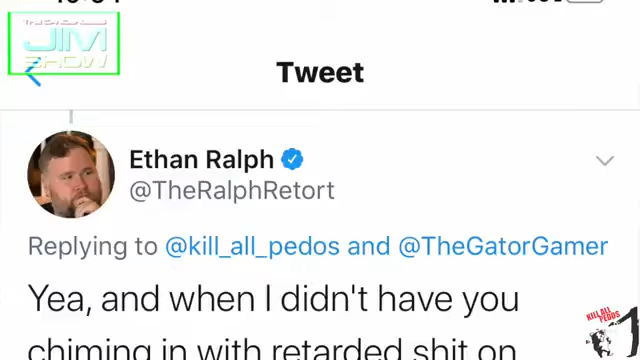 THE
JIM
SHOW
Tweet
Ethan Ralph
@TheRalphRetort
Replying to @kill_all_pedos and @TheGatorGamer
Yea, and when I didn't have you
chiming in with retarded shit on
KILL ALL
PEDOS